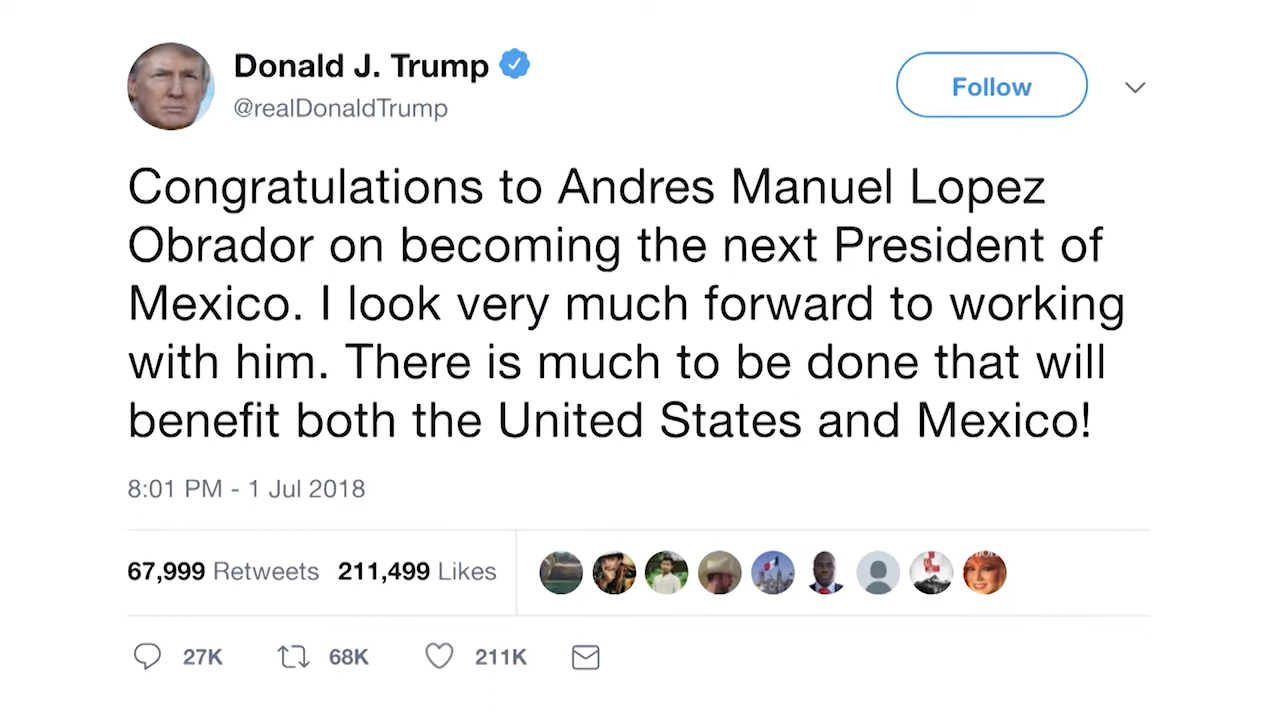 Donald J. Trump
@realDonaldTrump
Follow
Congratulations to Andres Manuel Lopez
Obrador on becoming the next President of
Mexico. I look very much forward to working
with him. There is much to be done that will
benefit both the United States and Mexico!
8:01 PM - 1 Jul 2018
67,999 Retweets 211,499 Likes
27K 68K 211K